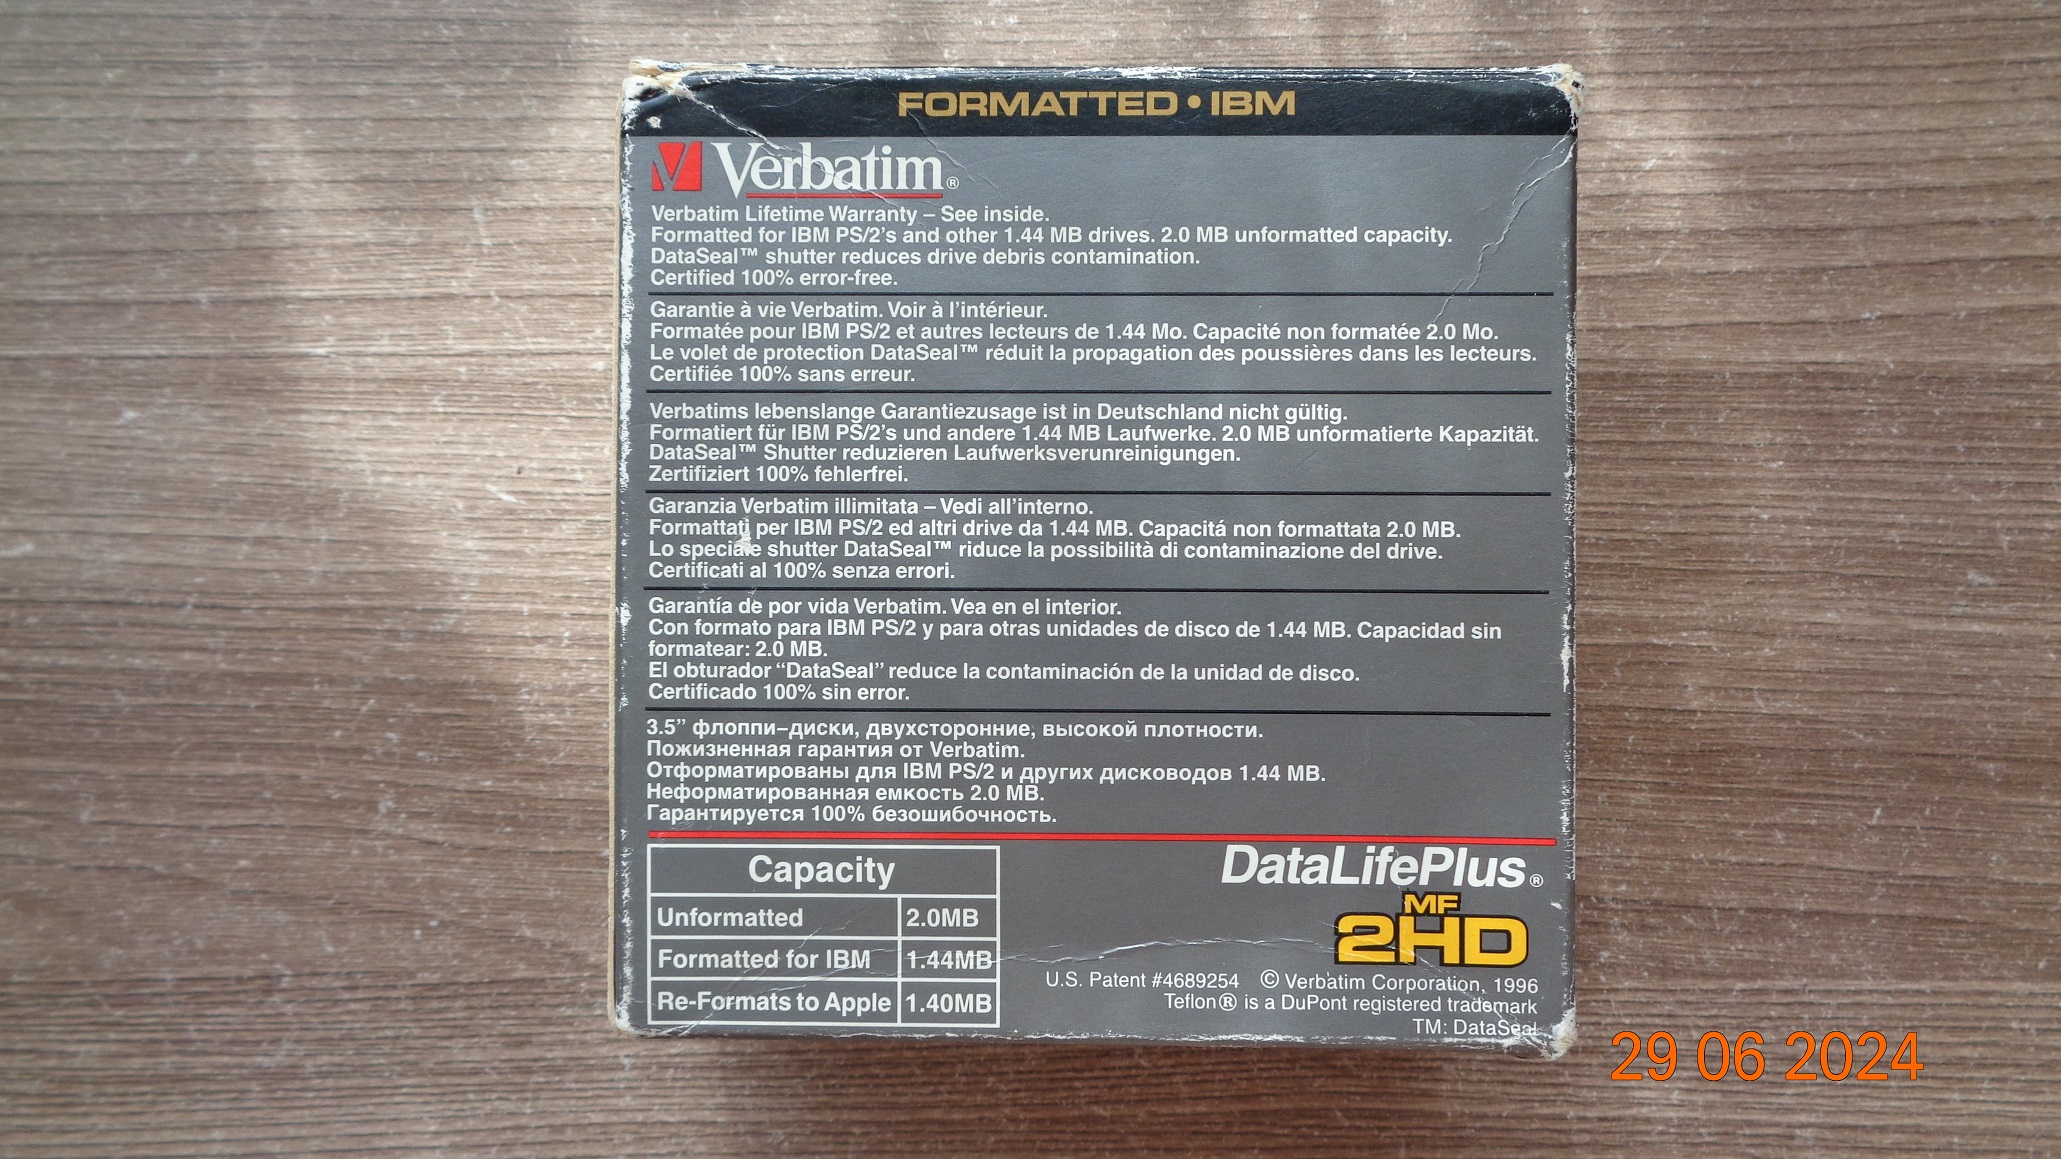 FORMATTED • IBM
Verbatim®
Verbatim Lifetime Warranty – See inside.
Formatted for IBM PS/2's and other 1.44 MB drives. 2.0 MB unformatted capacity.
DataSeal™ shutter reduces drive debris contamination.
Certified 100% error-free.
Garantie à vie Verbatim. Voir à l'intérieur.
Formatée pour IBM PS/2 et autres lecteurs de 1.44 Mo. Capacité non formatée 2.0 Mo.
Le volet de protection DataSeal™ réduit la propagation des poussières dans les lecteurs.
Certifiée 100% sans erreur.
Verbatims lebenslange Garantiezusage ist in Deutschland nicht gültig.
Formatiert für IBM PS/2's und andere 1.44 MB Laufwerke. 2.0 MB unformatierte Kapazität.
DataSeal™ Shutter reduzieren Laufwerksverunreinigungen.
Zertifiziert 100% fehlerfrei.
Garanzia Verbatim illimitata – Vedi all'interno.
Formattati per IBM PS/2 ed altri drive da 1.44 MB. Capacitá non formattata 2.0 MB.
Lo speciale shutter DataSeal™ riduce la possibilità di contaminazione del drive.
Certificati al 100% senza errori.
Garantía de por vida Verbatim. Vea en el interior.
Con formato para IBM PS/2 y para otras unidades de disco de 1.44 MB. Capacidad sin
formatear: 2.0 MB.
El obturador “DataSeal” reduce la contaminación de la unidad de disco.
Certificado 100% sin error.
3.5” флоппи–диски, двухсторонние, высокой плотности.
Пожизненная гарантия от Verbatim.
Отформатированы для IBM PS/2 и других дисководов 1.44 MB.
Неформатированная емкость 2.0 MB.
Гарантируется 100% безошибочность.
Capacity
Unformatted 2.0MB
Formatted for IBM 1.44MB
Re-Formats to Apple 1.40MB
DataLifePlus®
MF
2HD
U.S. Patent #4689254 © Verbatim Corporation, 1996
Teflon® is a DuPont registered trademark
TM: DataSeal
29 06 2024